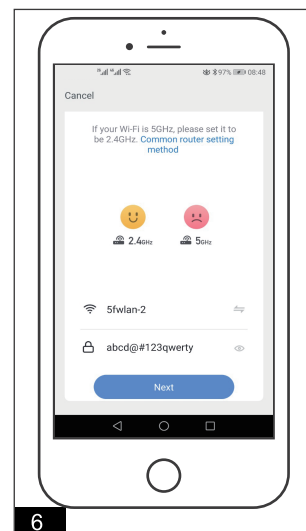 97% 08:48
Cancel
If your Wi-Fi is 5GHz, please set it to
be 2.4GHz. Common router setting
method
2.4GHz 5GHz
5fwlan-2
abcd@#123qwerty
Next
6